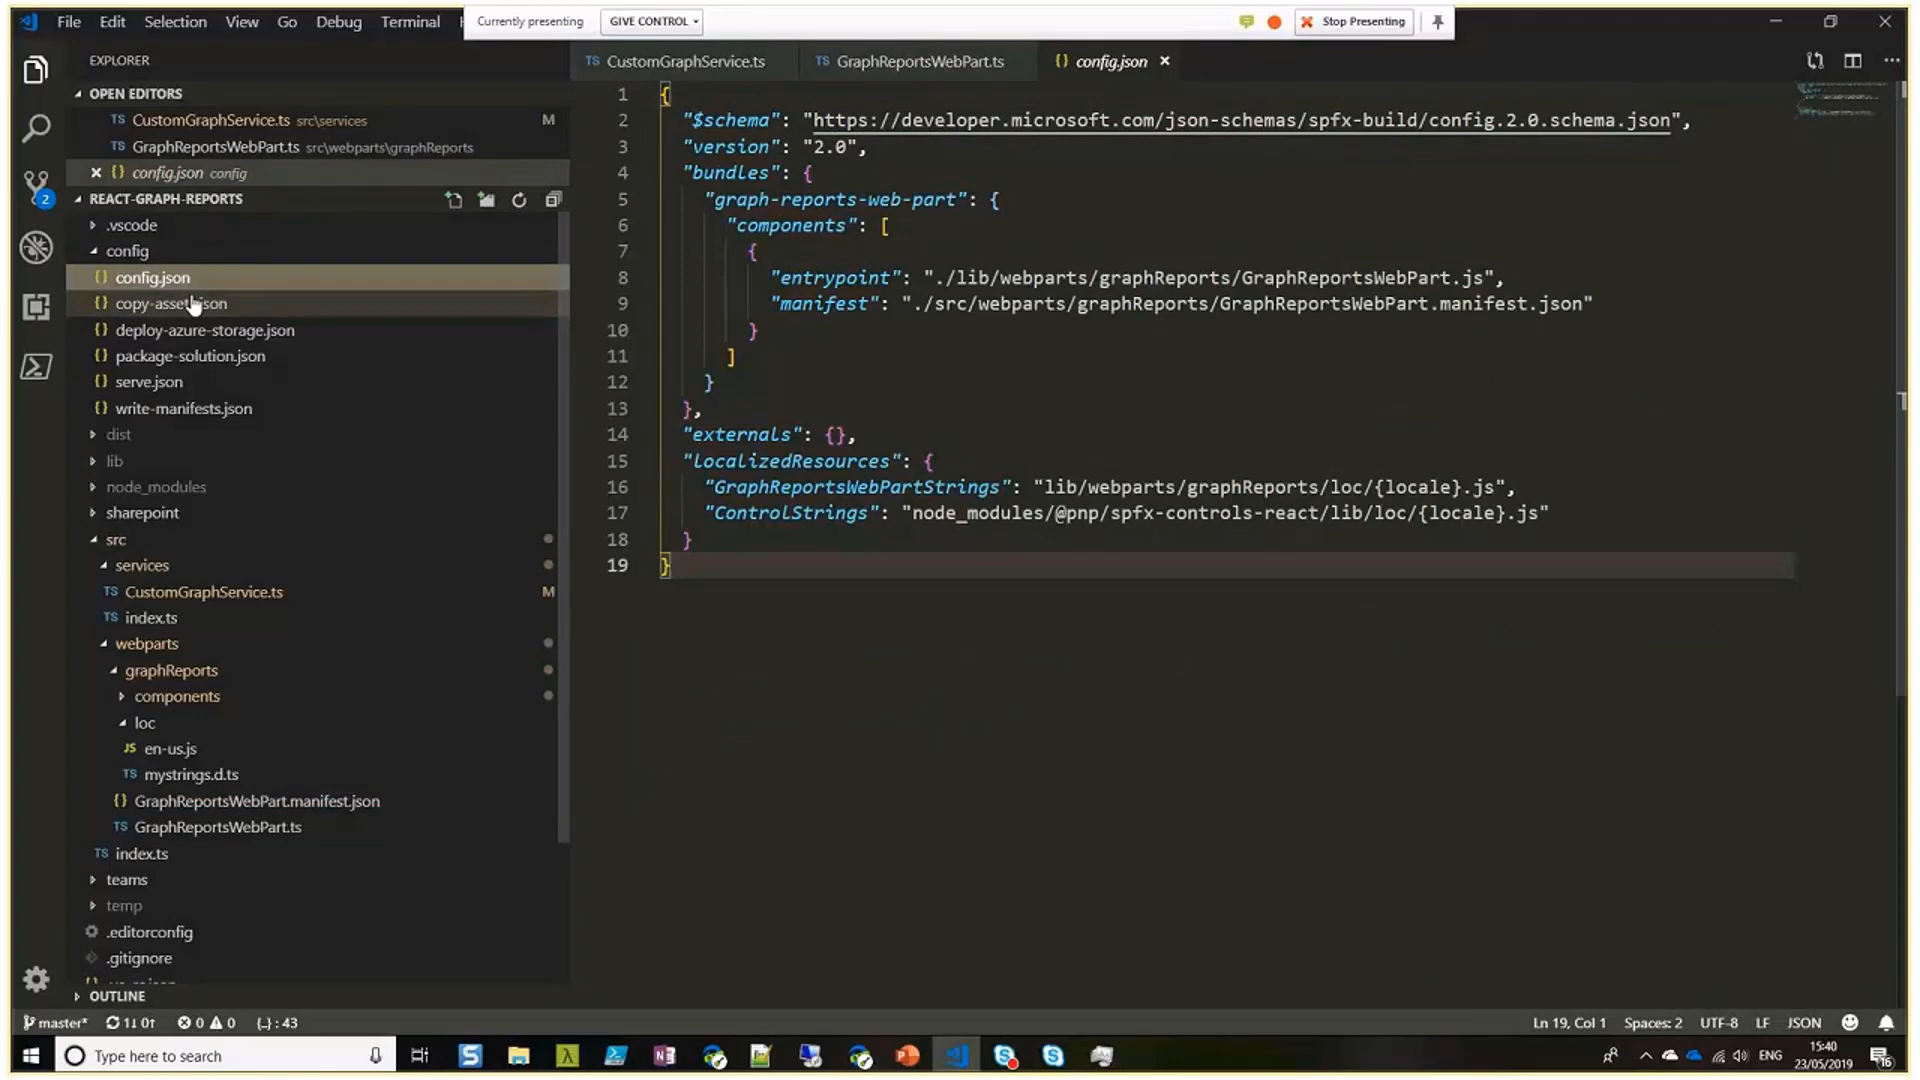 File Edit Selection View Go Debug Terminal
Currently presenting GIVE CONTROL Stop Presenting
EXPLORER
OPEN EDITORS
CustomGraphService.ts src\services M
GraphReportsWebPart.ts src\webparts\graphReports
config.json config
REACT-GRAPH-REPORTS
.vscode
config
config.json
deploy-azure-storage.json
package-solution.json
serve.json
write-manifests.json
dist
lib
node_modules
sharepoint
src
services
CustomGraphService.ts M
index.ts
webparts
graphReports
components
loc
JS en-us.js
TS mystrings.d.ts
GraphReportsWebPart.manifest.json
TS GraphReportsWebPart.ts
TS index.ts
teams
temp
.editorconfig
.gitignore
OUTLINE
TS CustomGraphService.ts TS GraphReportsWebPart.ts {} config.json
1 {
2 "$schema": "https://developer.microsoft.com/json-schemas/spfx-build/config.2.0.schema.json",
3 "version": "2.0",
4 "bundles": {
5 "graph-reports-web-part": {
6 "components": [
7 {
8 "entrypoint": "./lib/webparts/graphReports/GraphReportsWebPart.js",
9 "manifest": "./src/webparts/graphReports/GraphReportsWebPart.manifest.json"
10 }
11 ]
12 }
13 },
14 "externals": {},
15 "localizedResources": {
16 "GraphReportsWebPartStrings": "lib/webparts/graphReports/loc/{locale}.js",
17 "ControlStrings": "node_modules/@pnp/spfx-controls-react/lib/loc/{locale}.js"
18 }
19 }
master* 1↓ 0↑ 0 0 {..} : 43 Ln 19, Col 1 Spaces: 2 UTF-8 LF JSON
Type here to search
ENG 15:40
23/05/2019
16